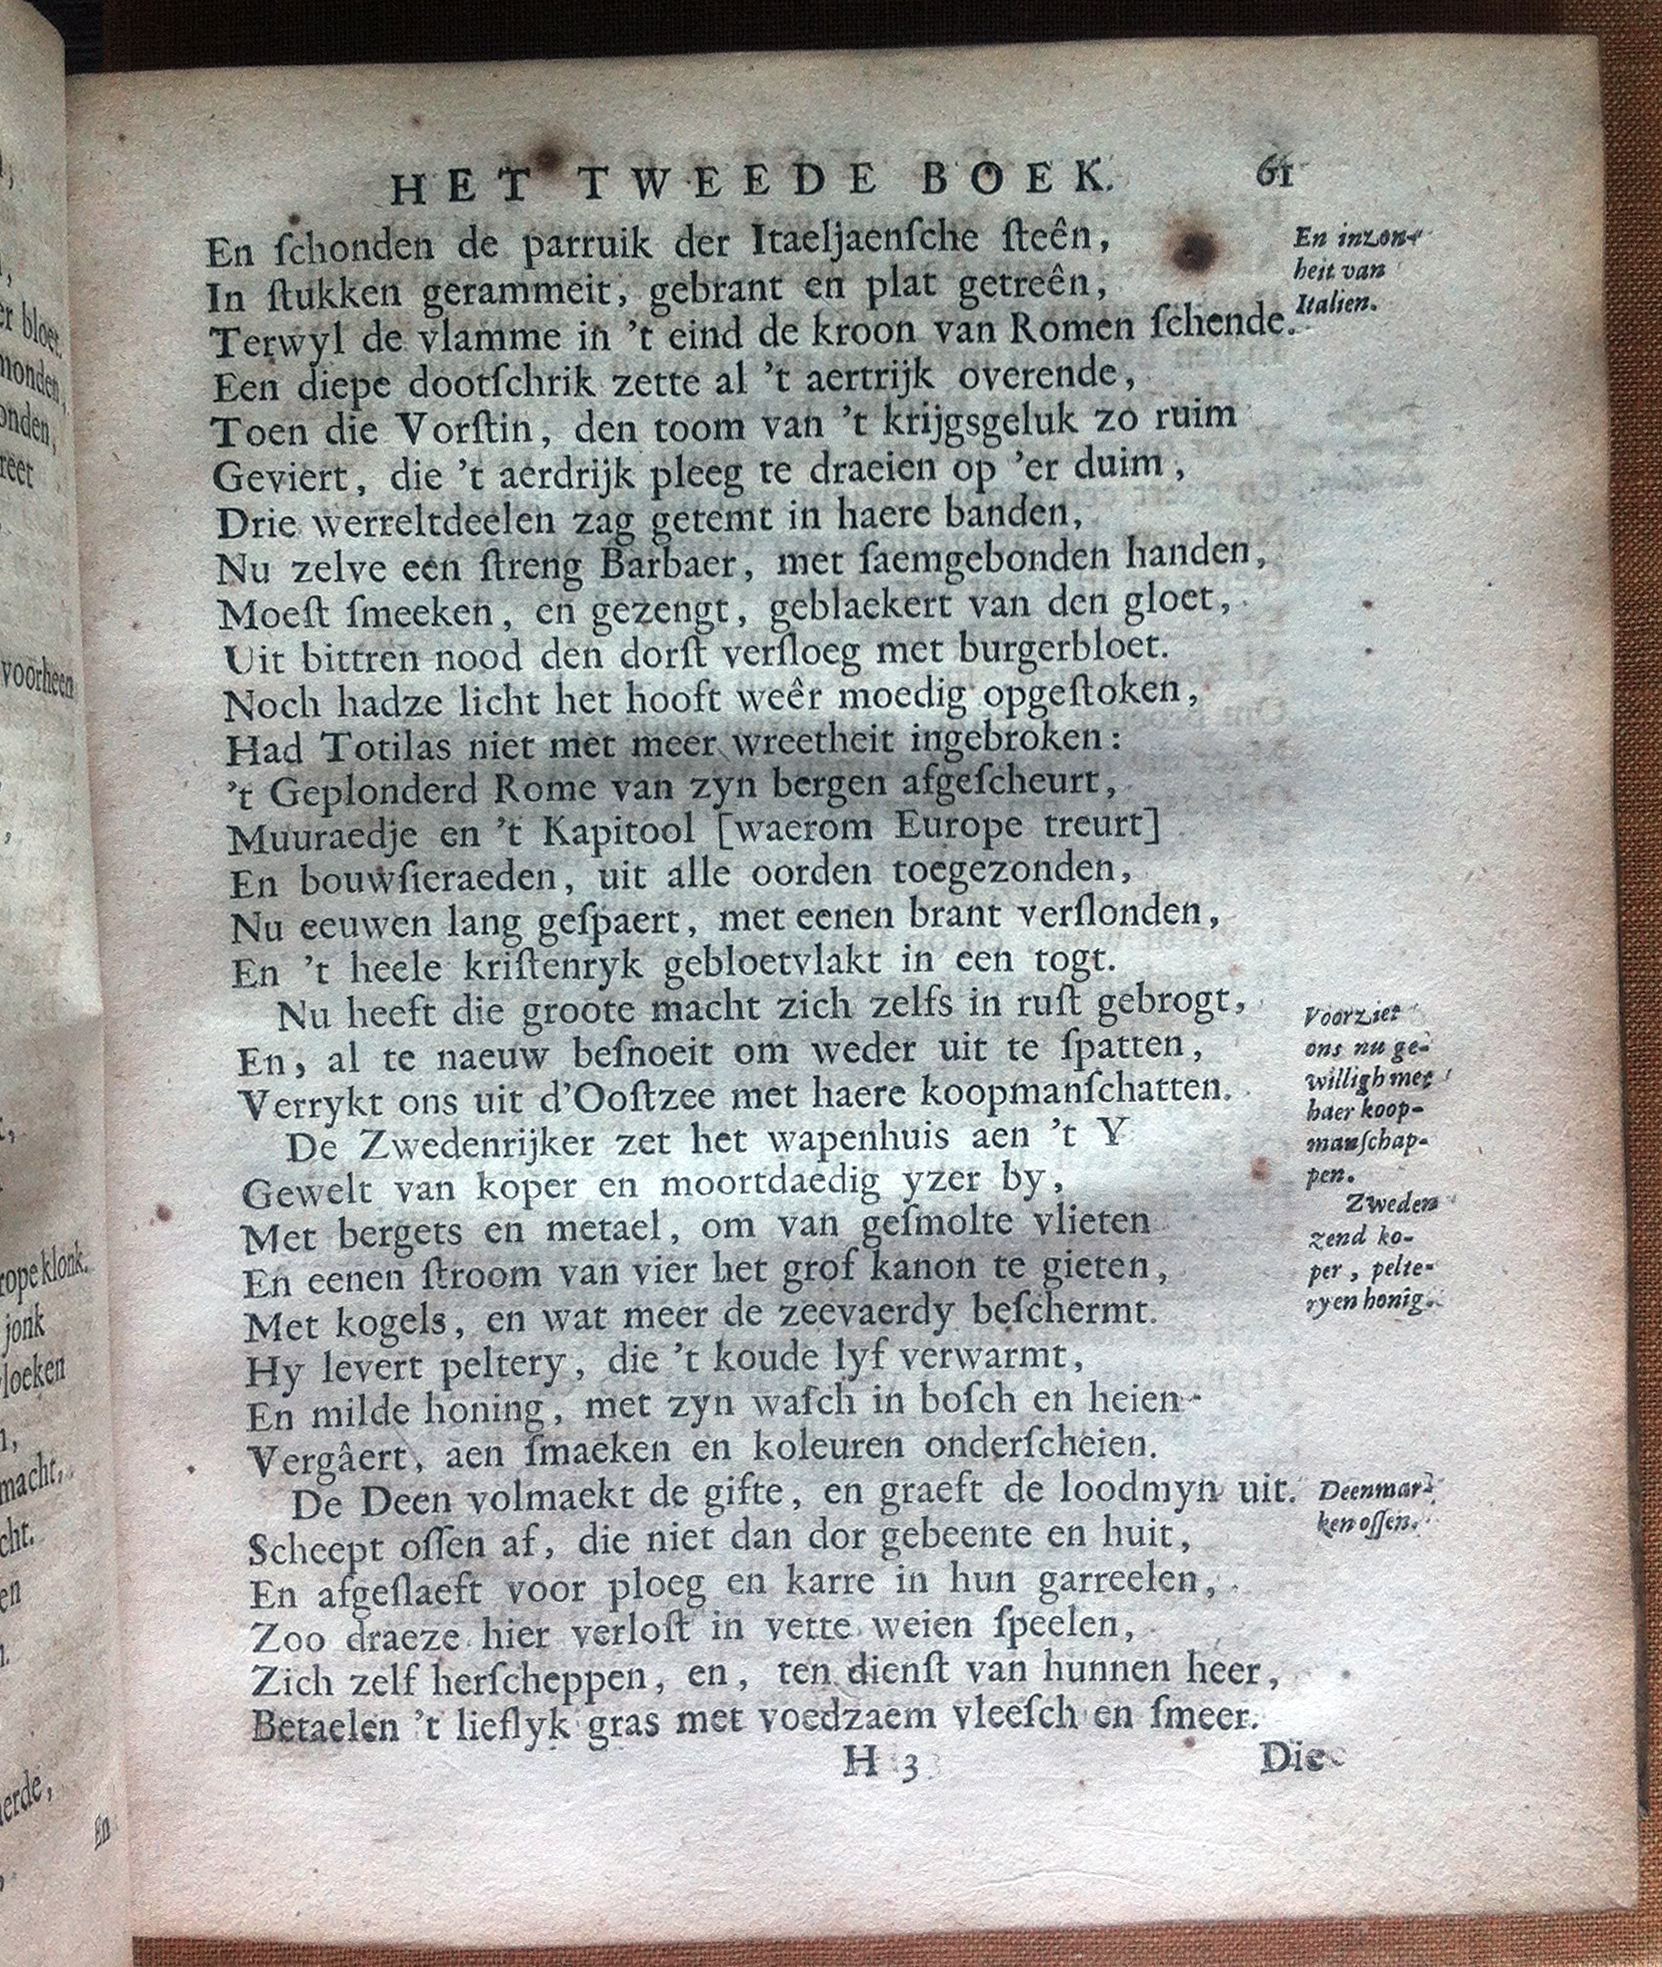 HET TWEEDE BOEK. 61
En ſchonden de parruik der Itaeljaenſche ſteên,
In ſtukken gerammeit, gebrant en plat getreên,
Terwyl de vlamme in 't eind de kroon van Romen ſchende.
En inzon-
heit van
Italien.
Een diepe dootſchrik zette al 't aertrijk overende,
Toen die Vorſtin, den toom van 't krijgsgeluk zo ruim
Geviert, die 't aerdrijk pleeg te draeien op 'er duim,
Drie werreltdeelen zag getemt in haere banden,
Nu zelve een ſtreng Barbaer, met ſaemgebonden handen,
Moeſt ſmeeken, en gezengt, geblaekert van den gloet,
Uit bittren nood den dorſt verſloeg met burgerbloet.
Noch hadze licht het hooft weêr moedig opgeſtoken,
Had Totilas niet met meer wreetheit ingebroken:
't Geplonderd Rome van zyn bergen afgeſcheurt,
Muuraedje en 't Kapitool [waerom Europe treurt]
En bouwſieraeden, uit alle oorden toegezonden,
Nu eeuwen lang geſpaert, met eenen brant verſlonden,
En 't heele kriſtenryk gebloetvlakt in een togt.
Nu heeft die groote macht zich zelfs in ruſt gebrogt,
En, al te naeuw beſnoeit om weder uit te ſpatten,
Verrykt ons uit d'Ooſtzee met haere koopmanſchatten.
Voorziet
ons nu ge-
willigh met
haer koop-
manſchap-
pen.
De Zwedenrijker zet het wapenhuis aen 't Y
Gewelt van koper en moortdaedig yzer by,
Met bergets en metael, om van geſmolte vlieten
En eenen ſtroom van vier het grof kanon te gieten,
Met kogels, en wat meer de zeevaerdy beſchermt.
Zweden
zend ko-
per, pelte-
ry en honig.
Hy levert peltery, die 't koude lyf verwarmt,
En milde honing, met zyn waſch in boſch en heien
Vergâert, aen ſmaeken en koleuren onderſcheien.
De Deen volmaekt de gifte, en graeft de loodmyn uit.
Scheept oſſen af, die niet dan dor gebeente en huit,
Deenmar-
ken oſſen.
En afgeſlaeft voor ploeg en karre in hun garreelen,
Zoo draeze hier verloſt in vette weien ſpeelen,
Zich zelf herſcheppen, en, ten dienſt van hunnen heer,
Betaelen 't lieflyk gras met voedzaem vleeſch en ſmeer.
H 3 Die